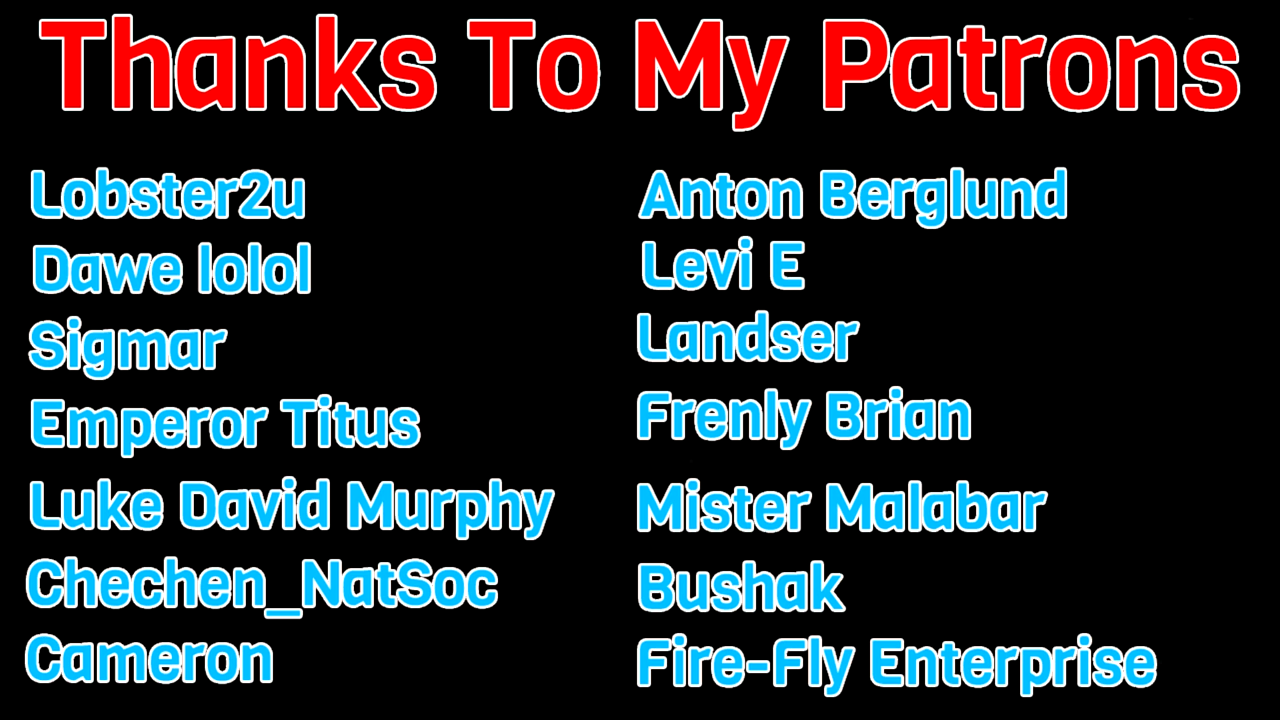 Thanks To My Patrons
Lobster2u
Dawe lolol
Sigmar
Emperor Titus
Luke David Murphy
Chechen_NatSoc
Cameron
Anton Berglund
Levi E
Landser
Frenly Brian
Mister Malabar
Bushak
Fire-Fly Enterprise